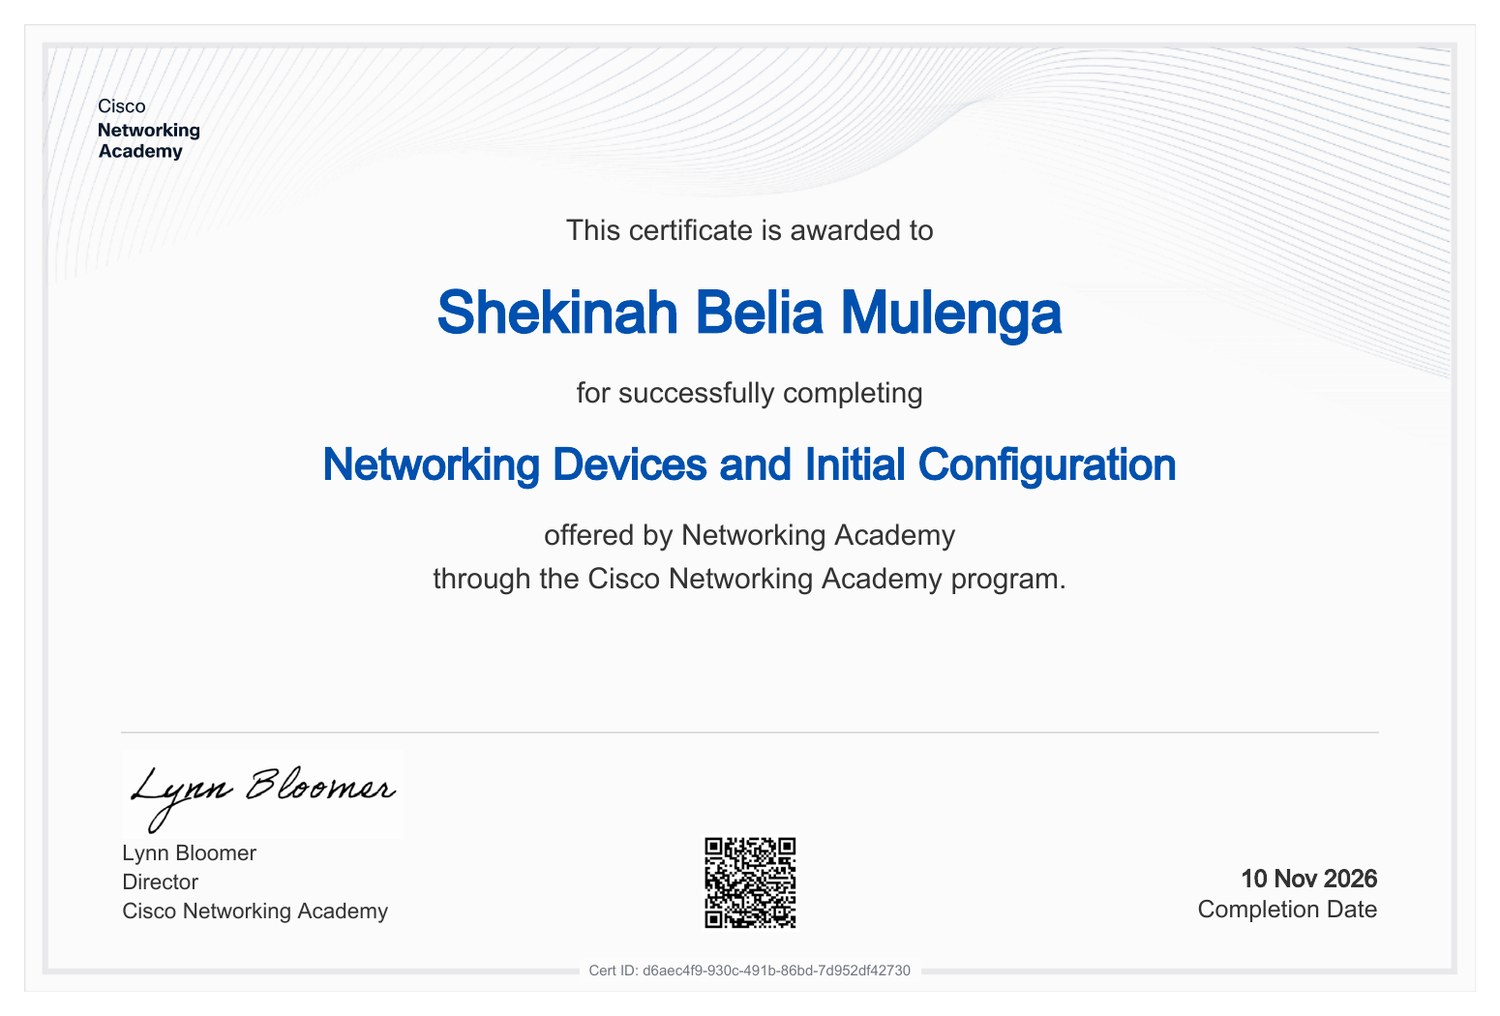 Cisco
Networking
Academy
This certificate is awarded to
Shekinah Belia Mulenga
for successfully completing
Networking Devices and Initial Configuration
offered by Networking Academy
through the Cisco Networking Academy program.
Lynn Bloomer
Lynn Bloomer
Director
Cisco Networking Academy
10 Nov 2026
Completion Date
Cert ID: d6aec4f9-930c-491b-86bd-7d952df42730